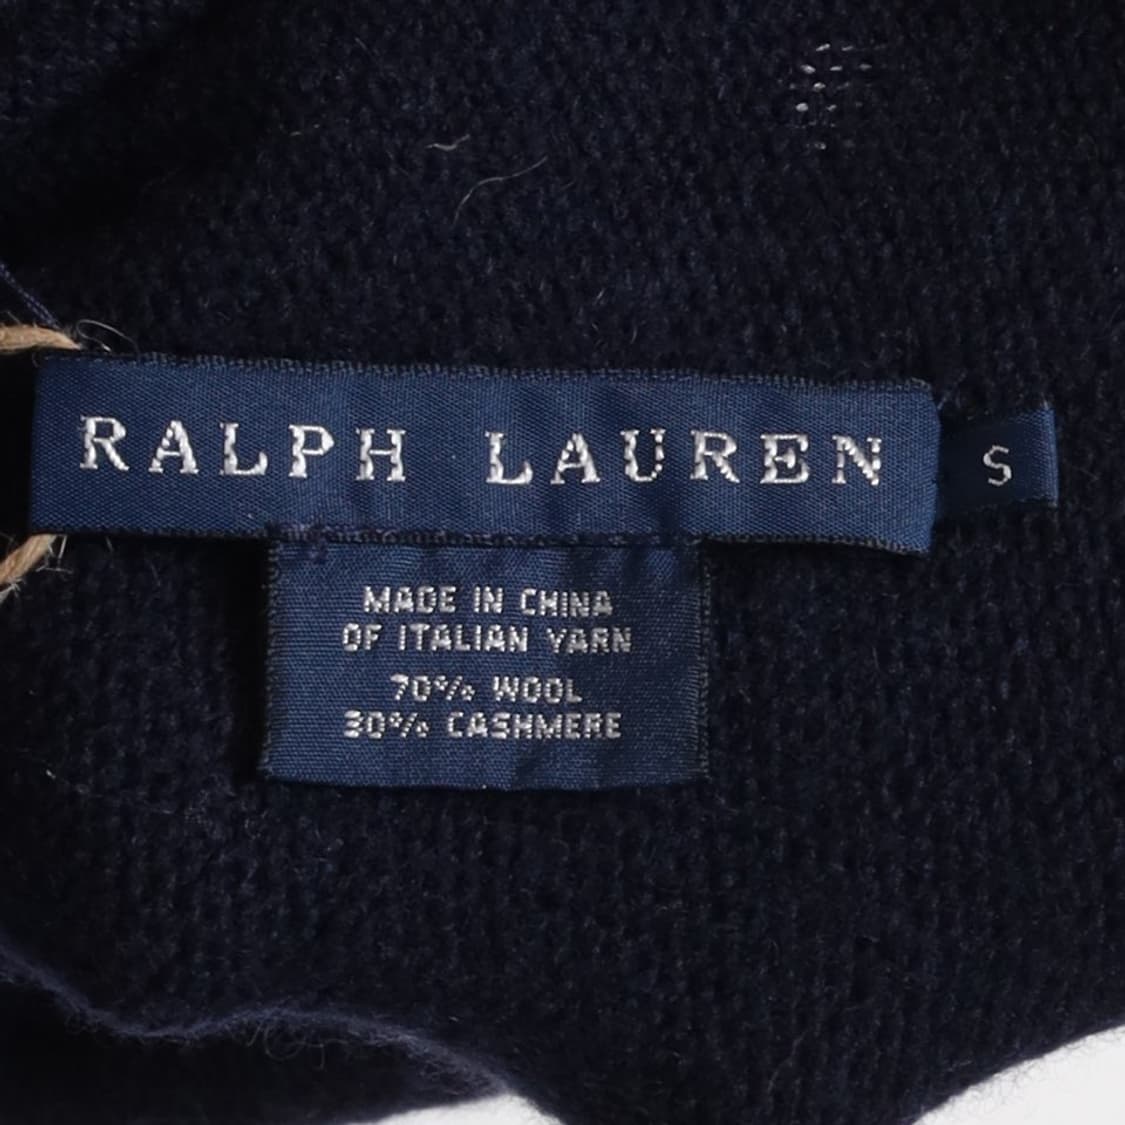 RALPH LAUREN
S
MADE IN CHINA
OF ITALIAN YARN
70% WOOL
30% CASHMERE